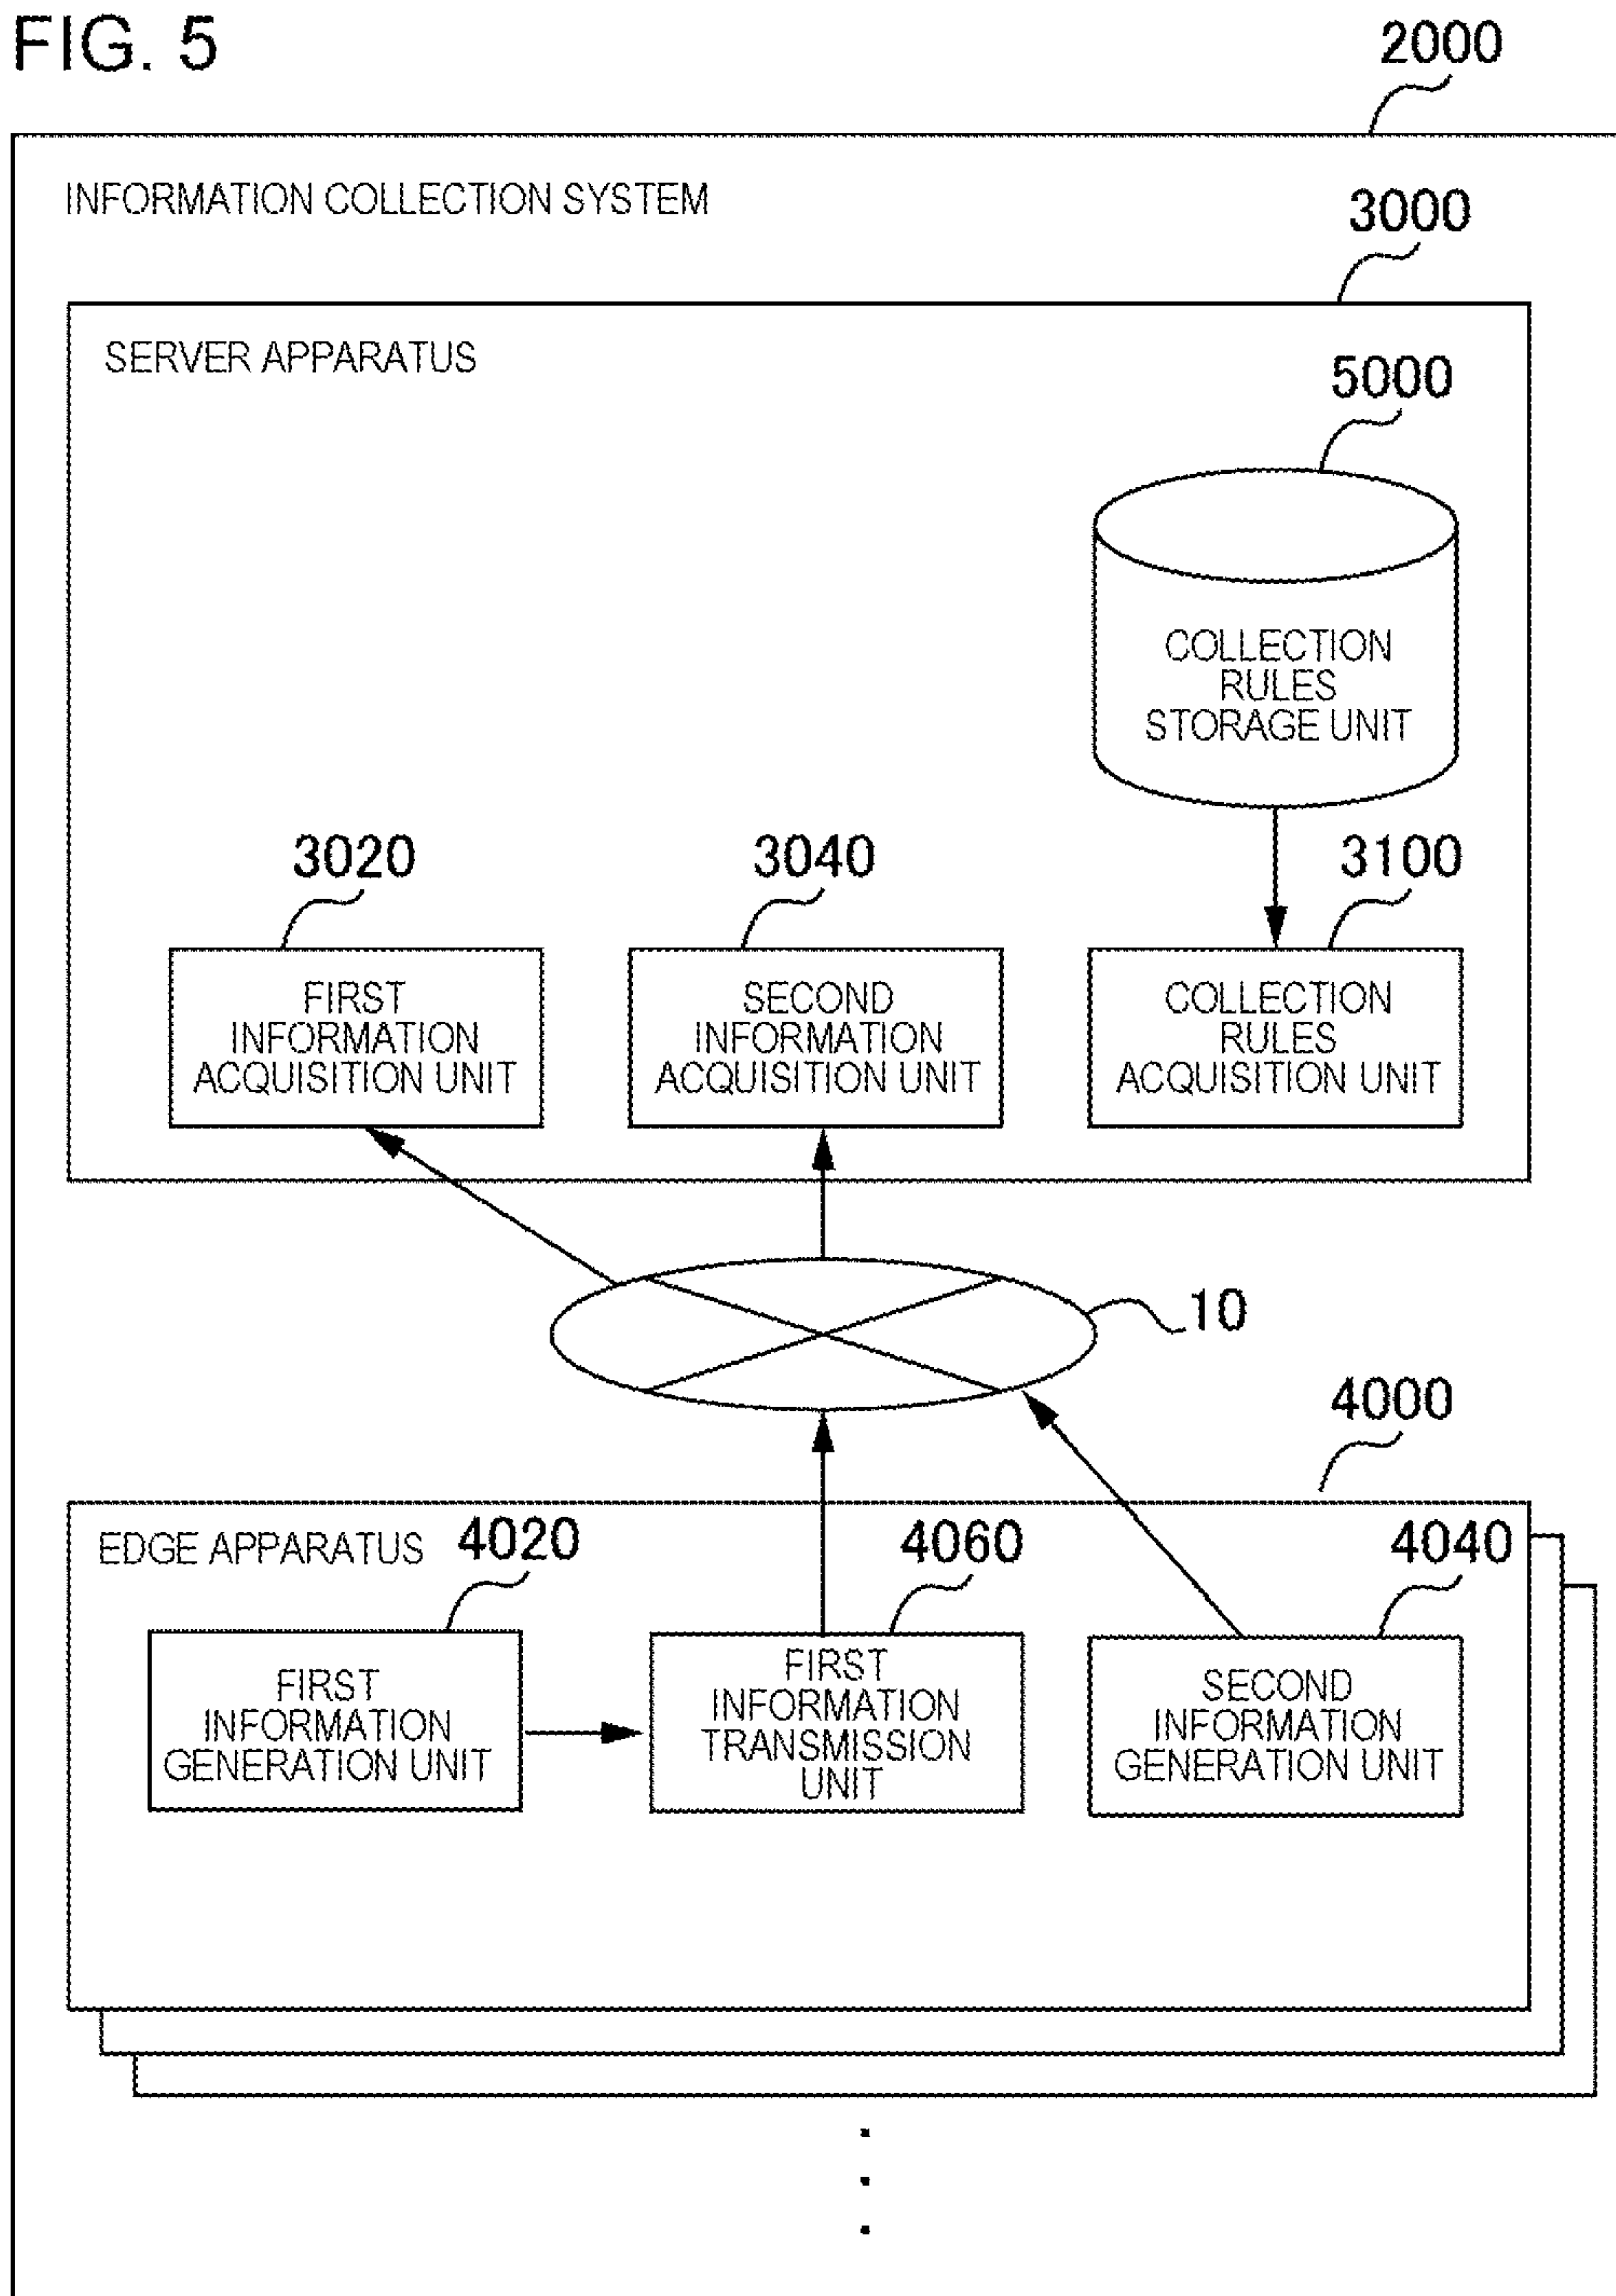 FIG. 5
2000
INFORMATION COLLECTION SYSTEM
3000
SERVER APPARATUS
5000
COLLECTION
RULES
STORAGE UNIT
3020
3040
3100
FIRST
INFORMATION
ACQUISITION UNIT
SECOND
INFORMATION
ACQUISITION UNIT
COLLECTION
RULES
ACQUISITION UNIT
10
4000
EDGE APPARATUS
4020
4060
4040
FIRST
INFORMATION
GENERATION UNIT
FIRST
INFORMATION
TRANSMISSION
UNIT
SECOND
INFORMATION
GENERATION UNIT